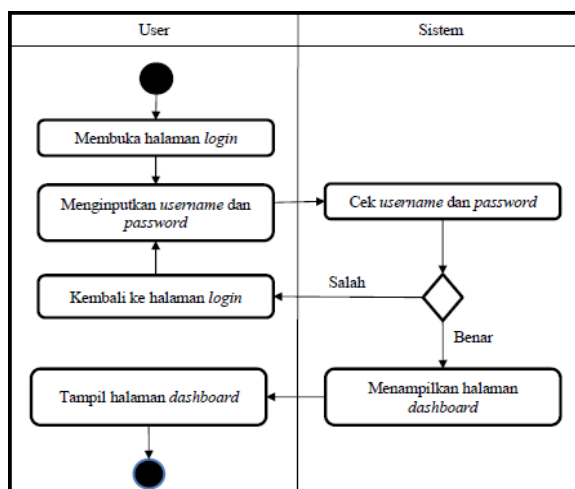 User
Sistem
Membuka halaman login
Menginputkan username dan
password
Cek username dan password
Salah
Kembali ke halaman login
Benar
Tampil halaman dashboard
Menampilkan halaman
dashboard